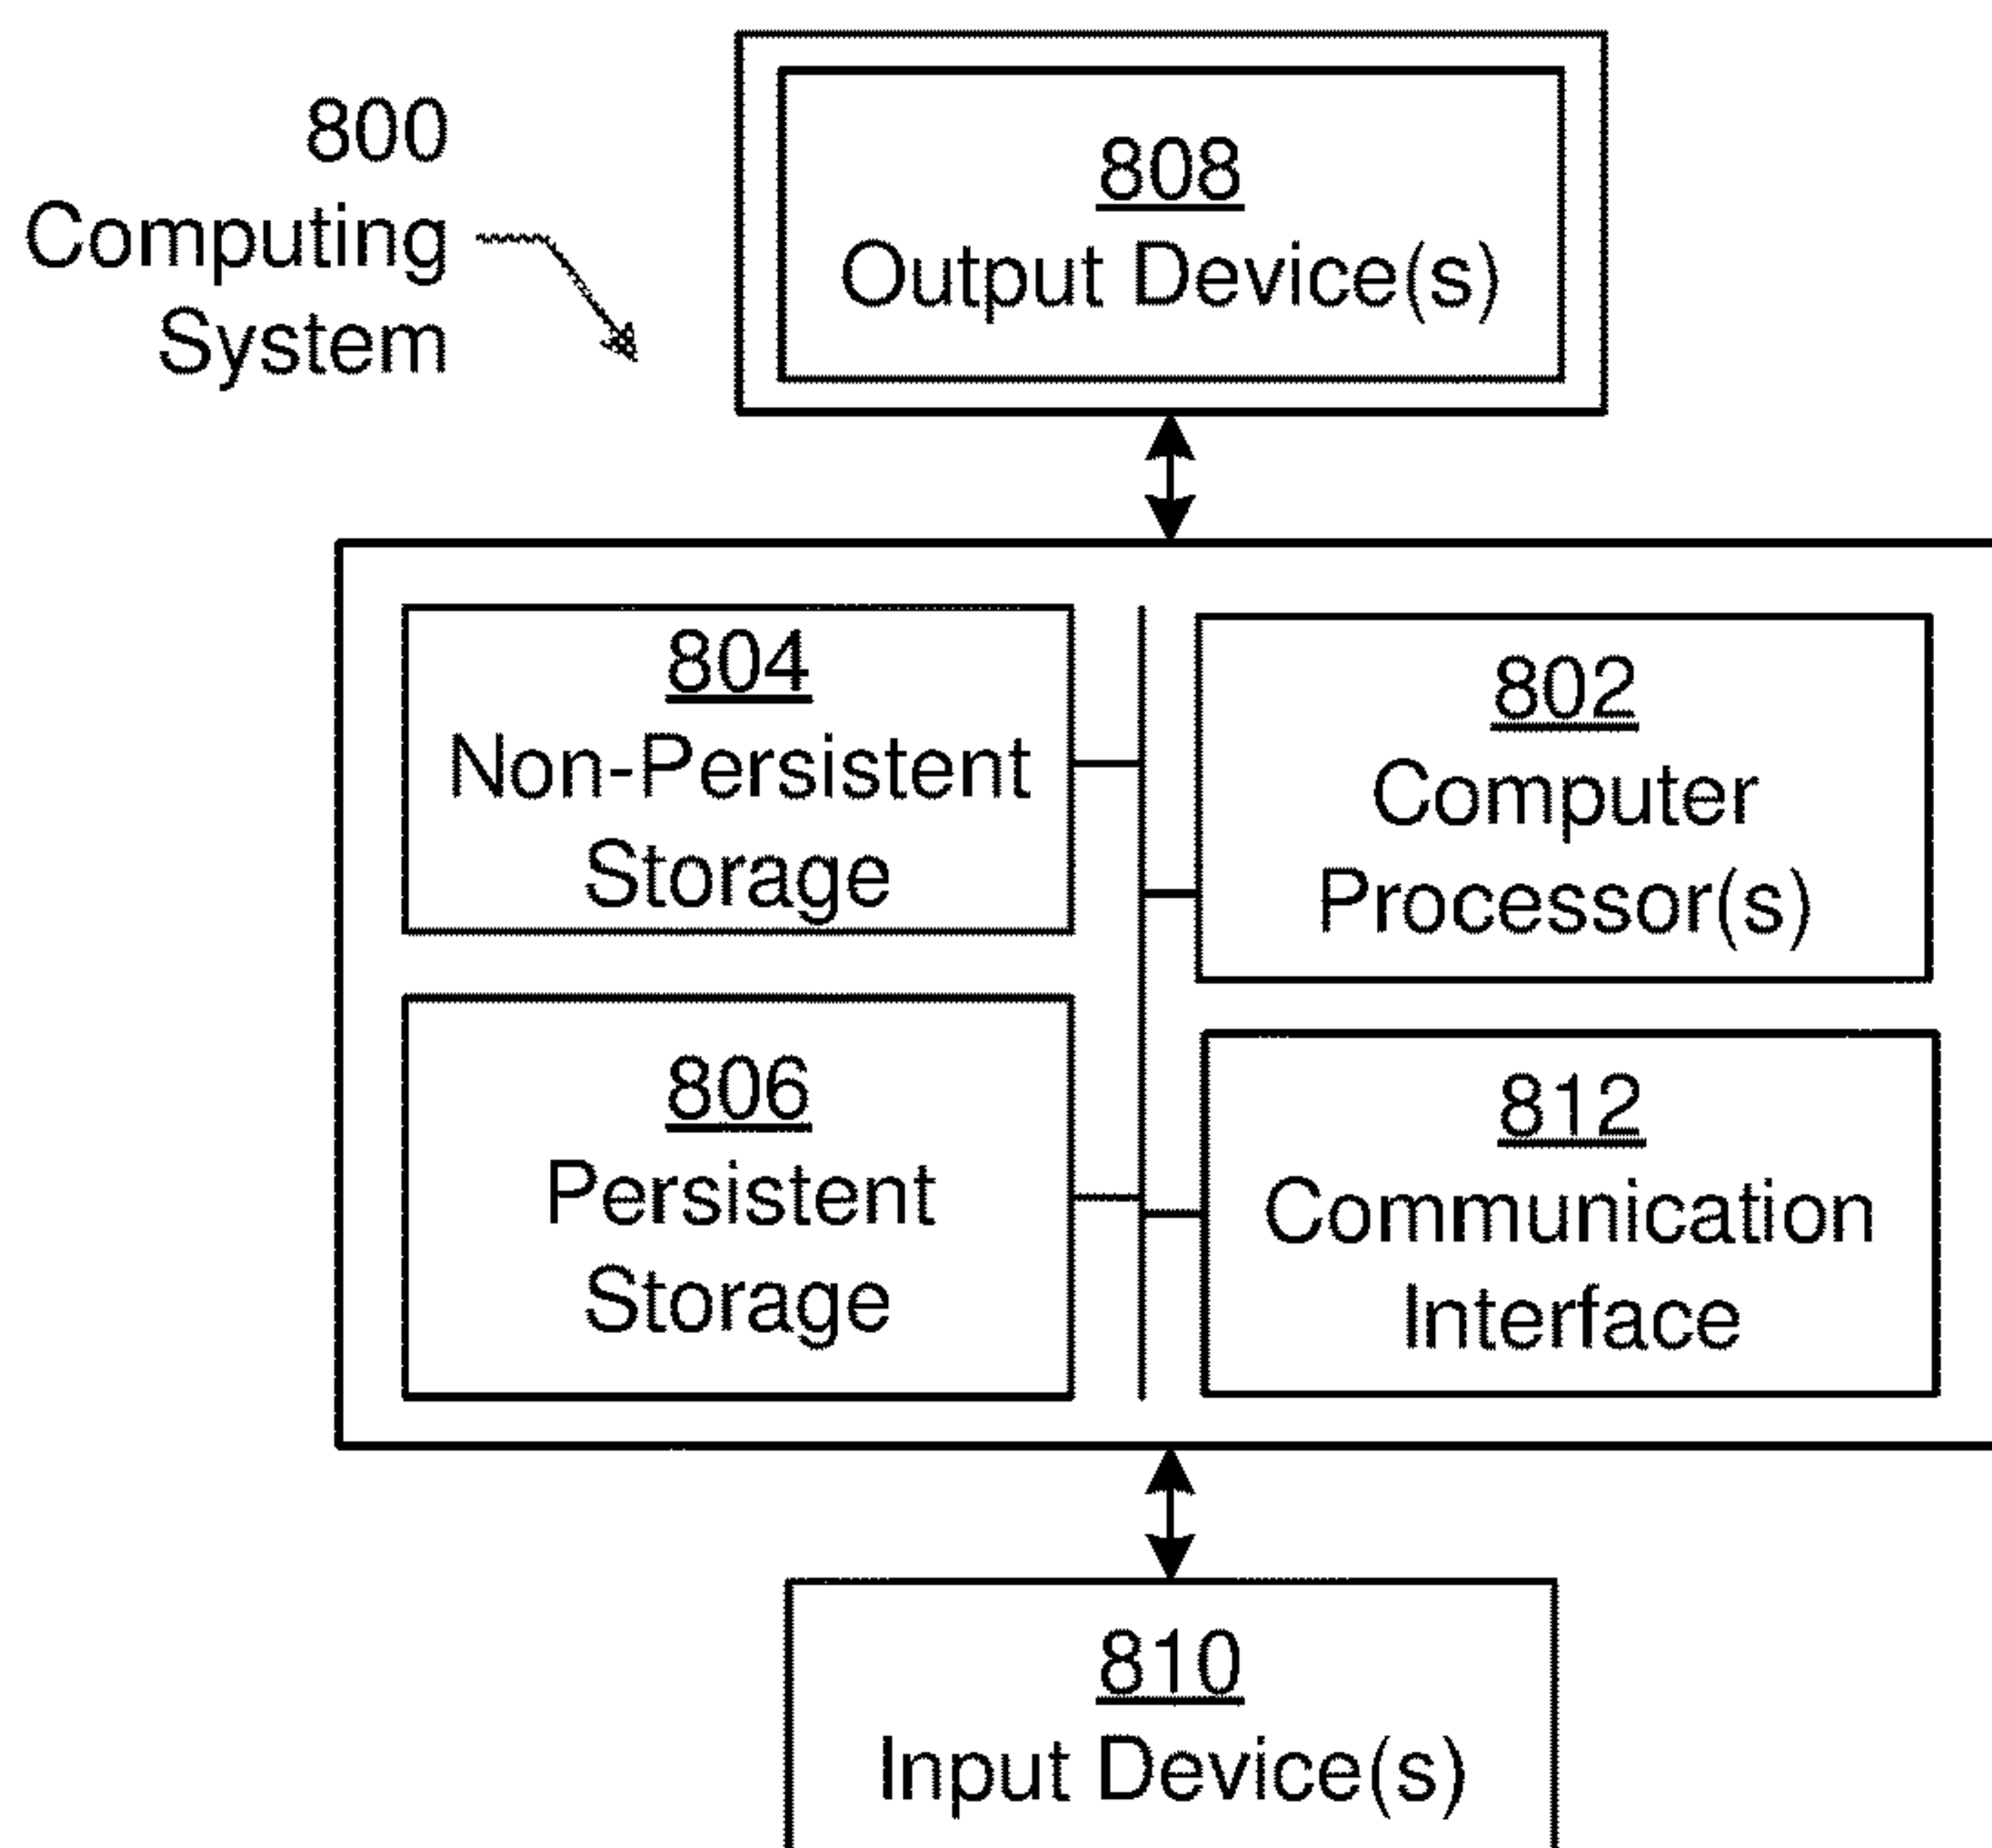 800
Computing
System
808
Output Device(s)
804
Non-Persistent
Storage
802
Computer
Processor(s)
806
Persistent
Storage
812
Communication
Interface
810
Input Device(s)